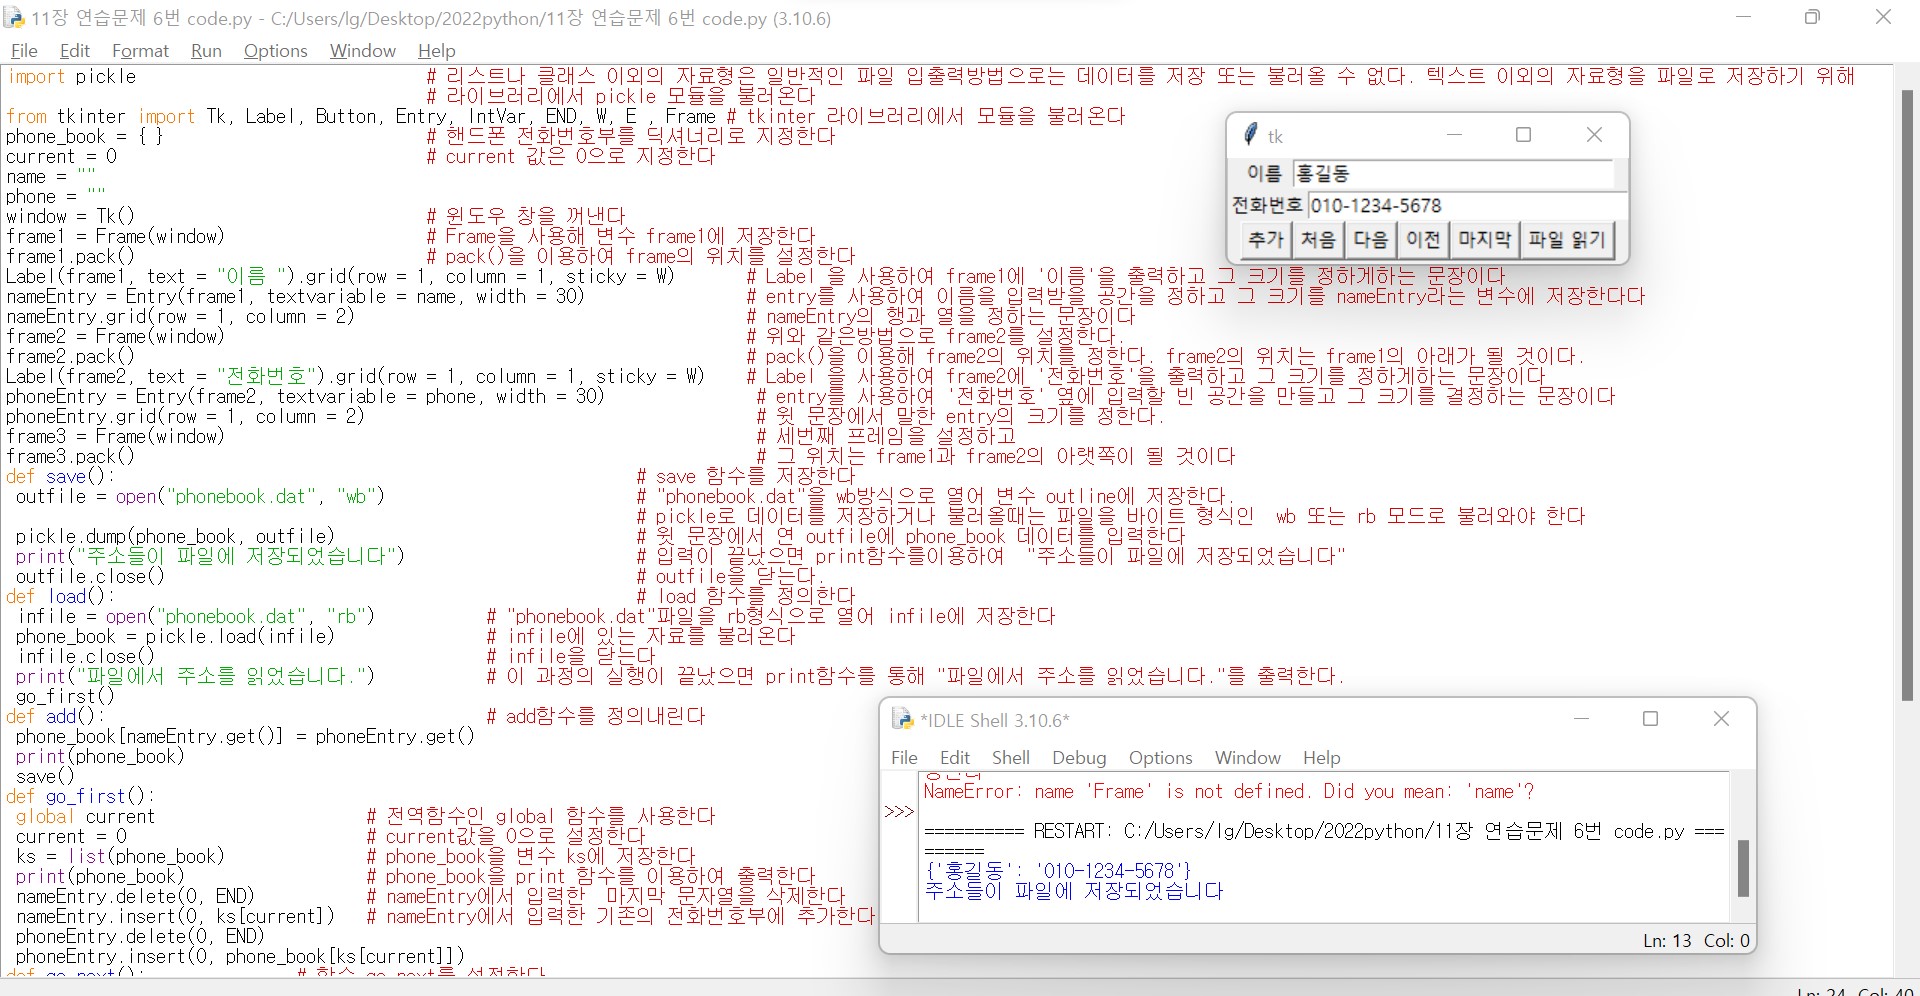 11장 연습문제 6번 code.py - C:/Users/lg/Desktop/2022python/11장 연습문제 6번 code.py (3.10.6)
File Edit Format Run Options Window Help
import pickle # 리스트나 클래스 이외의 자료형은 일반적인 파일 입출력방법으로는 데이터를 저장 또는 불러올 수 없다. 텍스트 이외의 자료형을 파일로 저장하기 위해
# 라이브러리에서 pickle 모듈을 불러온다
from tkinter import Tk, Label, Button, Entry, IntVar, END, W, E , Frame # tkinter 라이브러리에서 모듈을 불러온다
phone_book = { } # 핸드폰 전화번호부를 딕셔너리로 지정한다
current = 0 # current 값은 0으로 지정한다
name = ""
phone = ""
window = Tk() # 윈도우 창을 꺼낸다
frame1 = Frame(window) # Frame을 사용해 변수 frame1에 저장한다
frame1.pack() # pack()을 이용하여 frame의 위치를 설정한다
Label(frame1, text = "이름 ").grid(row = 1, column = 1, sticky = W) # Label 을 사용하여 frame1에 '이름'을 출력하고 그 크기를 정하게하는 문장이다
nameEntry = Entry(frame1, textvariable = name, width = 30) # entry를 사용하여 이름을 입력받을 공간을 정하고 그 크기를 nameEntry라는 변수에 저장한다다
nameEntry.grid(row = 1, column = 2) # nameEntry의 행과 열을 정하는 문장이다
frame2 = Frame(window) # 위와 같은방법으로 frame2를 설정한다.
frame2.pack() # pack()을 이용해 frame2의 위치를 정한다. frame2의 위치는 frame1의 아래가 될 것이다.
Label(frame2, text = "전화번호").grid(row = 1, column = 1, sticky = W) # Label 을 사용하여 frame2에 '전화번호'을 출력하고 그 크기를 정하게하는 문장이다
phoneEntry = Entry(frame2, textvariable = phone, width = 30) # entry를 사용하여 '전화번호' 옆에 입력할 빈 공간을 만들고 그 크기를 결정하는 문장이다
phoneEntry.grid(row = 1, column = 2) # 윗 문장에서 말한 entry의 크기를 정한다.
frame3 = Frame(window) # 세번째 프레임을 설정하고
frame3.pack() # 그 위치는 frame1과 frame2의 아랫쪽이 될 것이다
def save(): # save 함수를 저장한다
outfile = open("phonebook.dat", "wb") # "phonebook.dat"을 wb방식으로 열어 변수 outline에 저장한다.
# pickle로 데이터를 저장하거나 불러올때는 파일을 바이트 형식인 wb 또는 rb 모드로 불러와야 한다
pickle.dump(phone_book, outfile) # 윗 문장에서 연 outfile에 phone_book 데이터를 입력한다
print("주소들이 파일에 저장되었습니다") # 입력이 끝났으면 print함수를이용하여 "주소들이 파일에 저장되었습니다"
outfile.close() # outfile을 닫는다.
def load(): # load 함수를 정의한다
infile = open("phonebook.dat", "rb") # "phonebook.dat"파일을 rb형식으로 열어 infile에 저장한다
phone_book = pickle.load(infile) # infile에 있는 자료를 불러온다
infile.close() # infile을 닫는다
print("파일에서 주소를 읽었습니다.") # 이 과정의 실행이 끝났으면 print함수를 통해 "파일에서 주소를 읽었습니다."를 출력한다.
go_first()
def add(): # add함수를 정의내린다
phone_book[nameEntry.get()] = phoneEntry.get()
print(phone_book)
save()
def go_first():
global current # 전역함수인 global 함수를 사용한다
current = 0 # current값을 0으로 설정한다
ks = list(phone_book) # phone_book을 변수 ks에 저장한다
print(phone_book) # phone_book을 print 함수를 이용하여 출력한다
nameEntry.delete(0, END) # nameEntry에서 입력한 마지막 문자열을 삭제한다
nameEntry.insert(0, ks[current]) # nameEntry에서 입력한 기존의 전화번호부에 추가한다
phoneEntry.delete(0, END)
phoneEntry.insert(0, phone_book[ks[current]])
def go_next(): # 함수 go_next를 설정한다
tk
이름 홍길동
전화번호 010-1234-5678
추가 처음 다음 이전 마지막 파일 읽기
*IDLE Shell 3.10.6*
File Edit Shell Debug Options Window Help
NameError: name 'Frame' is not defined. Did you mean: 'name'?
>>>
========== RESTART: C:/Users/lg/Desktop/2022python/11장 연습문제 6번 code.py ===
======
{'홍길동': '010-1234-5678'}
주소들이 파일에 저장되었습니다
Ln: 13 Col: 0
Ln: 24 Col: 40